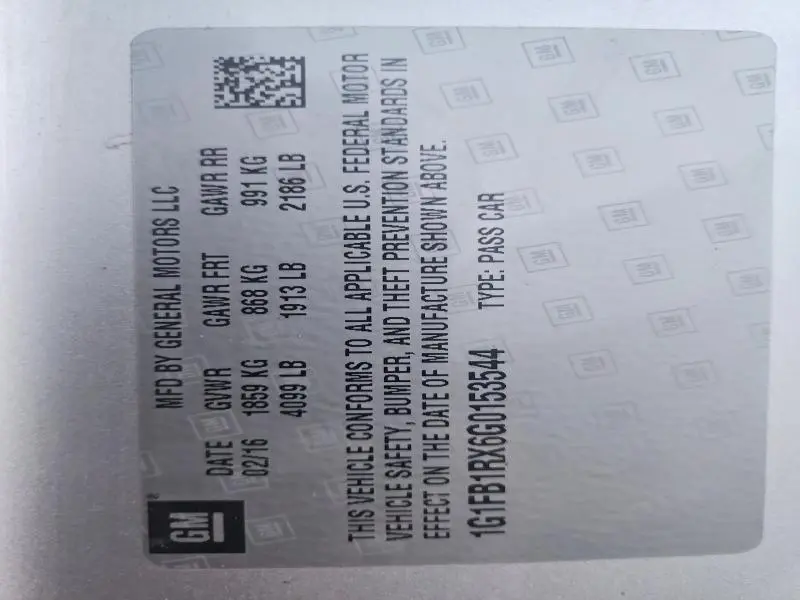 GM
MFD BY GENERAL MOTORS LLC
DATE GVWR GAWR FRT GAWR RR
02/16 1859 KG 868 KG 991 KG
4099 LB 1913 LB 2186 LB
THIS VEHICLE CONFORMS TO ALL APPLICABLE U.S. FEDERAL MOTOR
VEHICLE SAFETY, BUMPER, AND THEFT PREVENTION STANDARDS IN
EFFECT ON THE DATE OF MANUFACTURE SHOWN ABOVE.
1G1FB1RX6G0153544 TYPE: PASS CAR